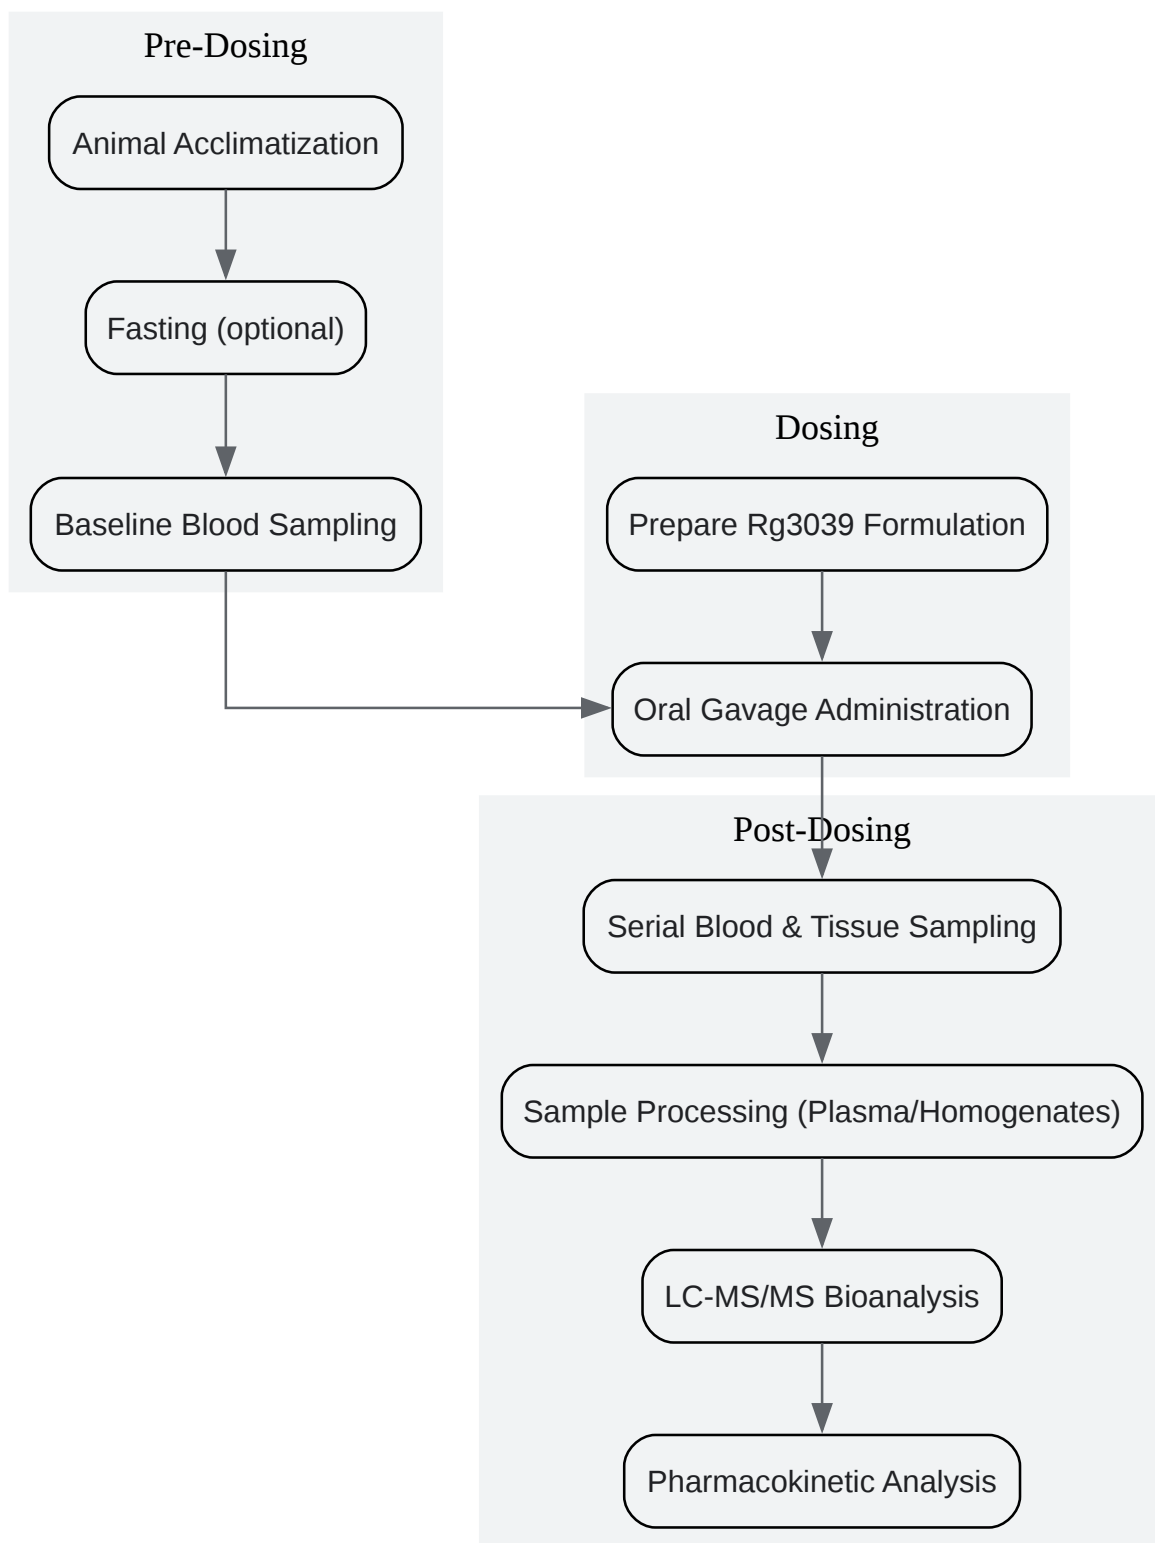 Pre-Dosing
Animal Acclimatization
Fasting (optional)
Baseline Blood Sampling
Dosing
Prepare Rg3039 Formulation
Oral Gavage Administration
Post-Dosing
Serial Blood & Tissue Sampling
Sample Processing (Plasma/Homogenates)
LC-MS/MS Bioanalysis
Pharmacokinetic Analysis